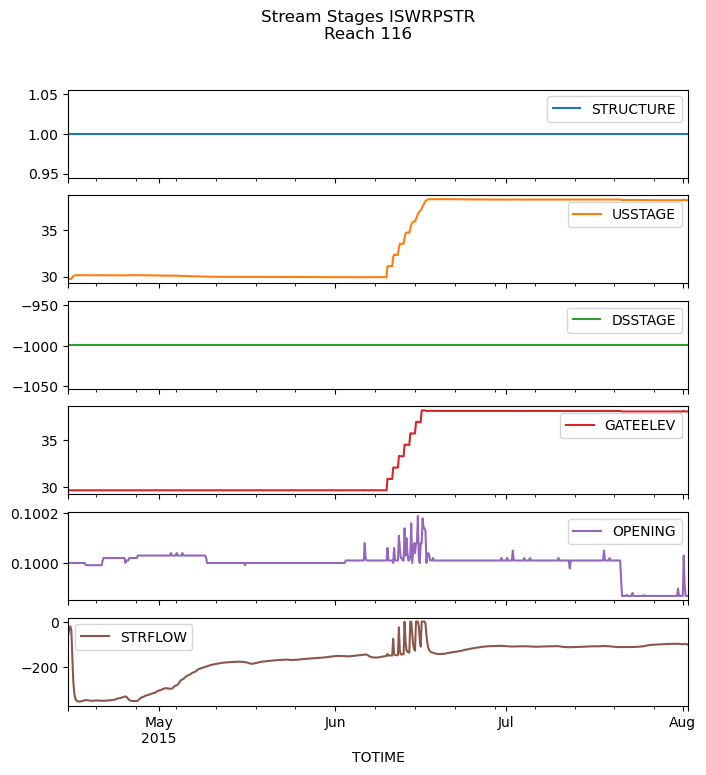 Stream Stages ISWRPSTR
Reach 116
1.05
1.00
0.95
STRUCTURE
35
30
USSTAGE
−950
−1000
−1050
DSSTAGE
35
30
GATEELEV
0.1002
0.1000
OPENING
0
−200
STRFLOW
May
2015
Jun
Jul
Aug
TOTIME